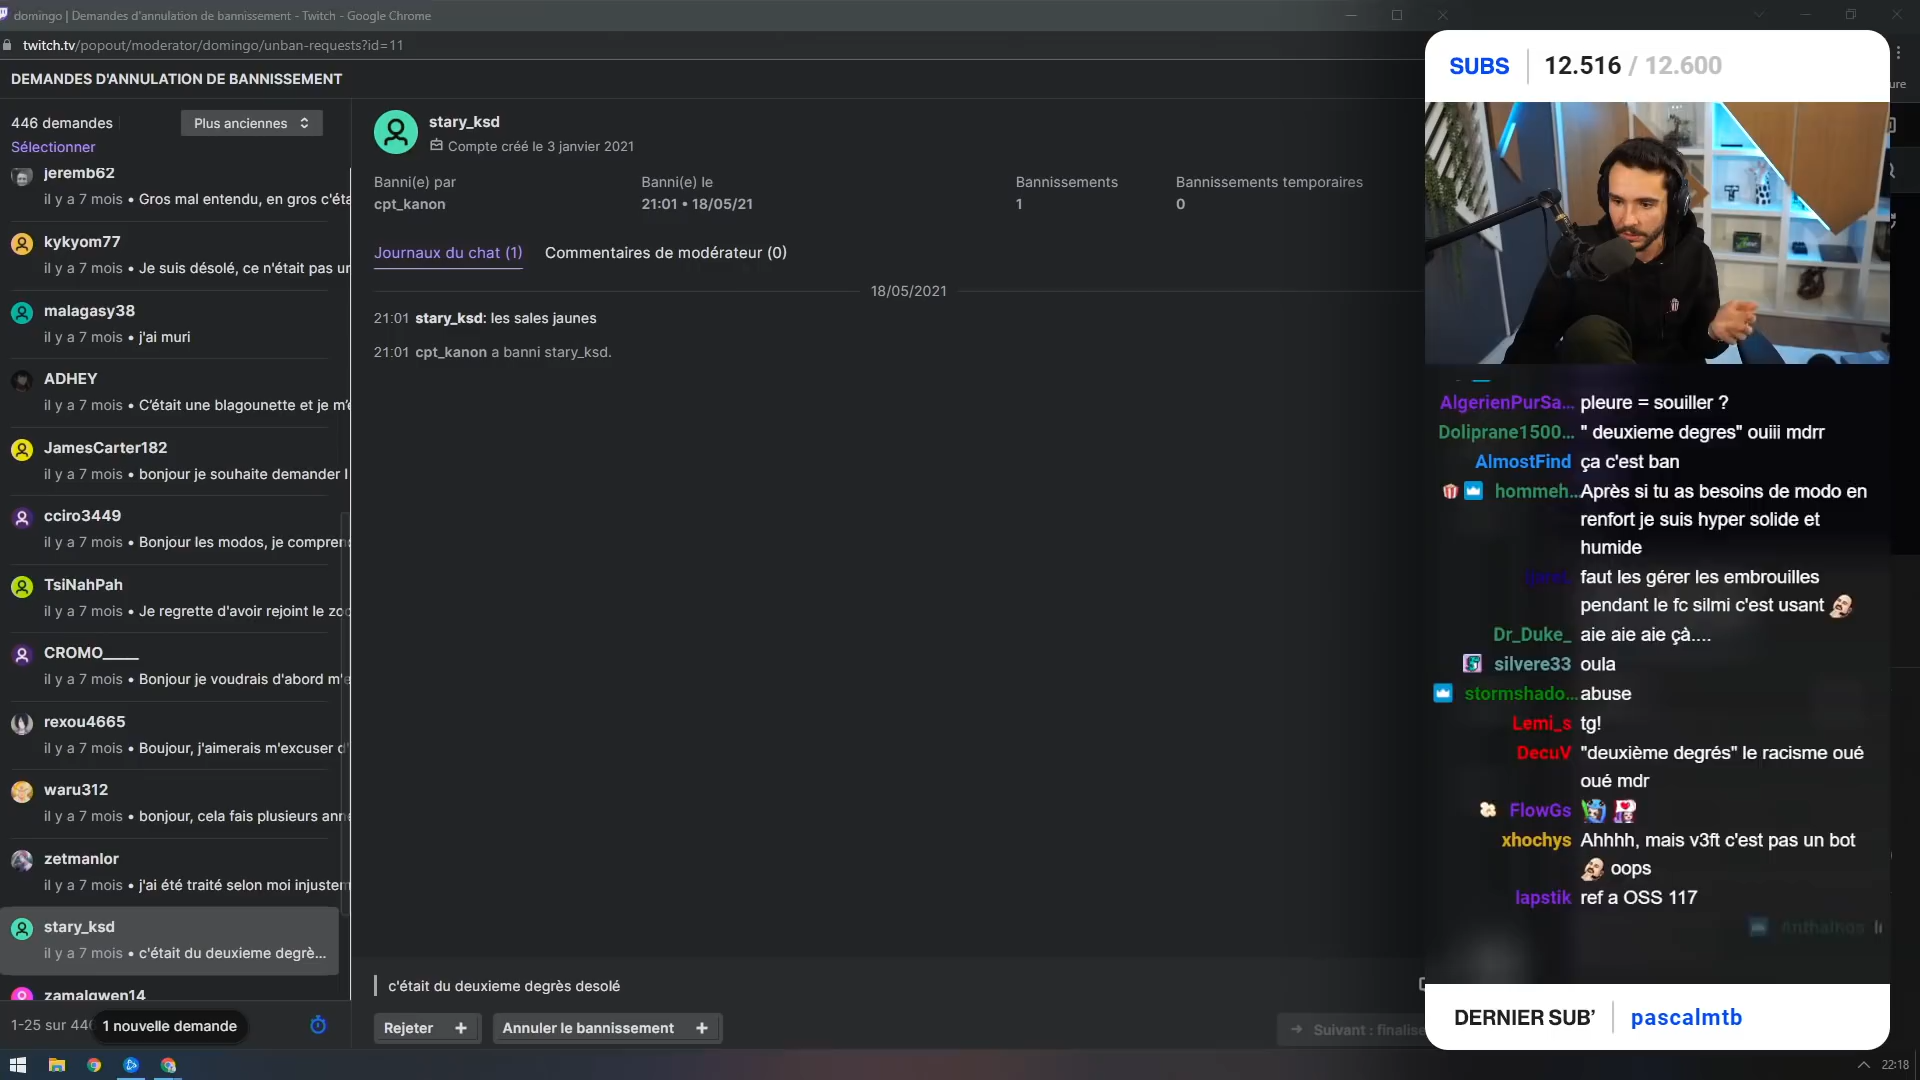 domingo | Demandes d'annulation de bannissement - Twitch - Google Chrome
twitch.tv/popout/moderator/domingo/unban-requests?id=11
DEMANDES D'ANNULATION DE BANNISSEMENT
446 demandes
Plus anciennes
Sélectionner
jeremb62
il y a 7 mois • Gros mal entendu, en gros c'éta
kykyom77
il y a 7 mois • Je suis désolé, ce n'était pas un
malagasy38
il y a 7 mois • j'ai muri
ADHEY
il y a 7 mois • C'était une blagounette et je m'e
JamesCarter182
il y a 7 mois • bonjour je souhaite demander l
cciro3449
il y a 7 mois • Bonjour les modos, je compren
TsiNahPah
il y a 7 mois • Je regrette d'avoir rejoint le zoo
CROMO_____
il y a 7 mois • Bonjour je voudrais d'abord m'e
rexou4665
il y a 7 mois • Boujour, j'aimerais m'excuser d'
waru312
il y a 7 mois • bonjour, cela fais plusieurs anné
zetmanlor
il y a 7 mois • j'ai été traité selon moi injustem
stary_ksd
il y a 7 mois • c'était du deuxieme degrè...
zamalgwen14
1-25 sur 446
1 nouvelle demande
stary_ksd
Compte créé le 3 janvier 2021
Banni(e) par
Banni(e) le
Bannissements
Bannissements temporaires
cpt_kanon
21:01 • 18/05/21
1
0
Journaux du chat (1)
Commentaires de modérateur (0)
18/05/2021
21:01 stary_ksd: les sales jaunes
21:01 cpt_kanon a banni stary_ksd.
c'était du deuxieme degrès desolé
Rejeter +
Annuler le bannissement +
Suivant : finalise
SUBS
12.516 / 12.600
ure
AlgerienPurSa... pleure = souiller ?
Doliprane1500... " deuxieme degres" ouiii mdrr
AlmostFind ça c'est ban
hommeh... Après si tu as besoins de modo en
renfort je suis hyper solide et
humide
faut les gérer les embrouilles
pendant le fc silmi c'est usant
Dr_Duke_ aie aie aie çà....
silvere33 oula
stormshado... abuse
Lemi_s tg!
DecuV "deuxième degrés" le racisme oué
oué mdr
FlowGs
xhochys Ahhhh, mais v3ft c'est pas un bot
oops
lapstik ref a OSS 117
DERNIER SUB'
pascalmtb
22:18